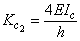 K_{c_2} = \frac{4EI_c}{h}